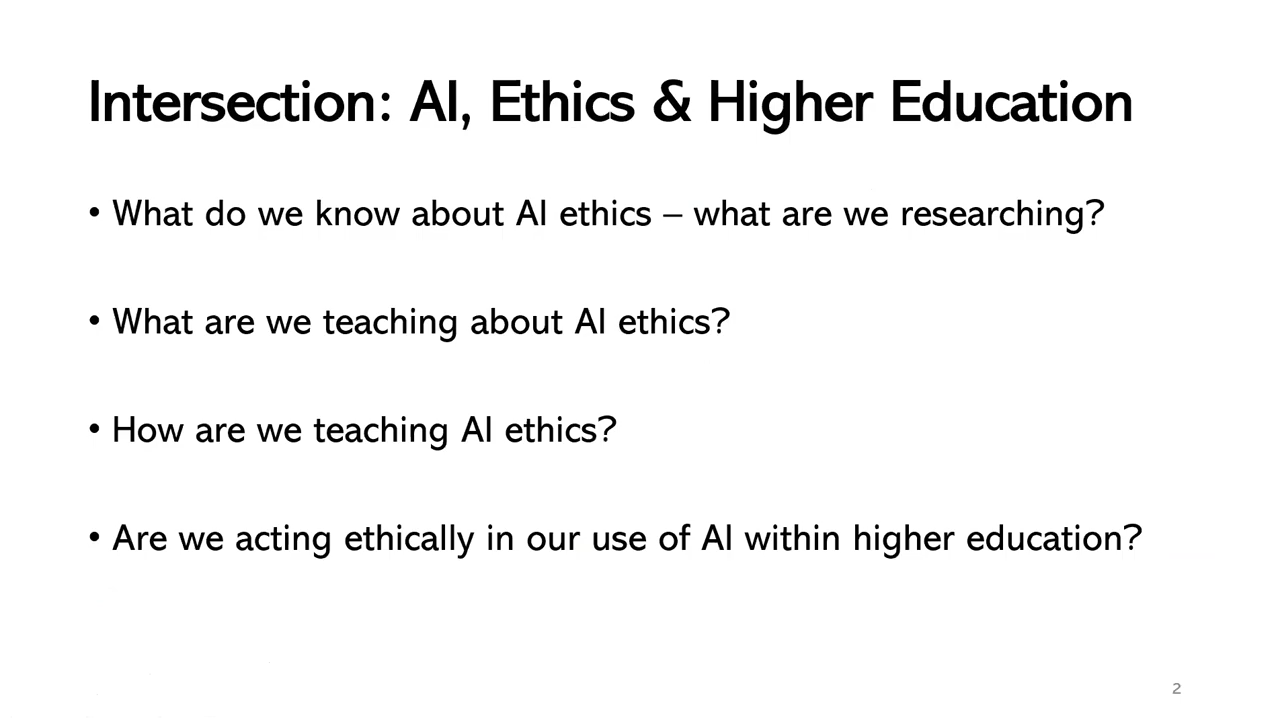 Intersection: AI, Ethics & Higher Education
• What do we know about AI ethics – what are we researching?
• What are we teaching about AI ethics?
• How are we teaching AI ethics?
• Are we acting ethically in our use of AI within higher education?
2